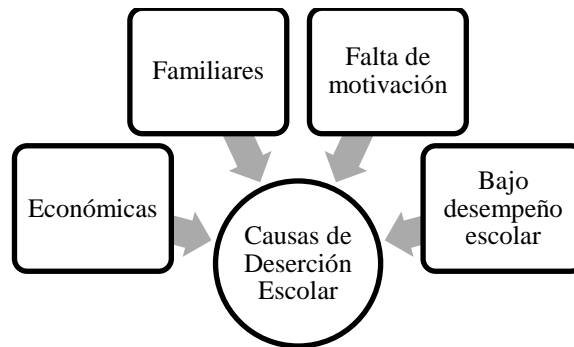 Familiares
Falta de
motivación
Económicas
Bajo
desempeño
escolar
Causas de
Deserción
Escolar